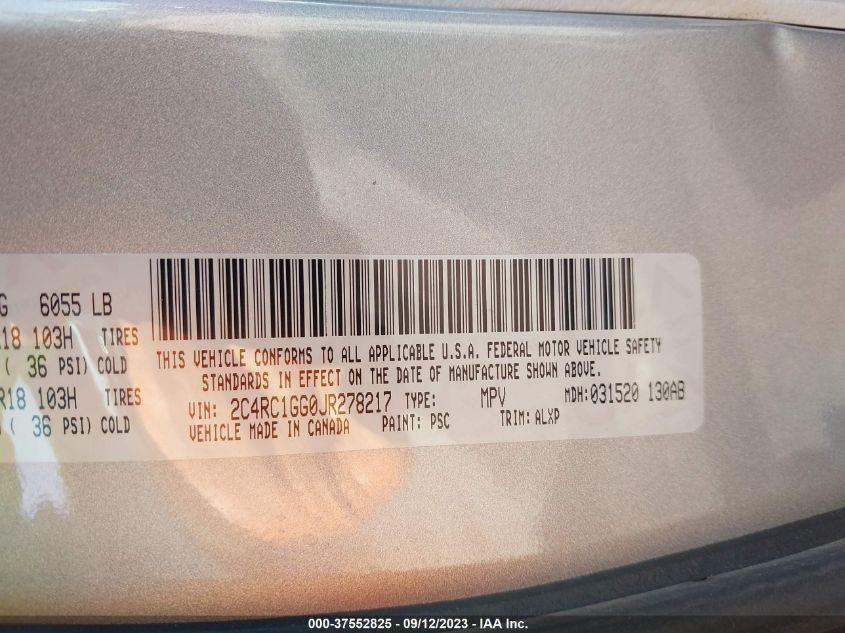 G 6055 LB
R18 103H TIRES
( 36 PSI) COLD
R18 103H TIRES
( 36 PSI) COLD
THIS VEHICLE CONFORMS TO ALL APPLICABLE U.S.A. FEDERAL MOTOR VEHICLE SAFETY
STANDARDS IN EFFECT ON THE DATE OF MANUFACTURE SHOWN ABOVE.
VIN: 2C4RC1GG0JR278217 TYPE: MPV MDH: 031520 130AB
VEHICLE MADE IN CANADA PAINT: PSC TRIM: ALXP
000-37552825 - 09/12/2023 - IAA Inc.